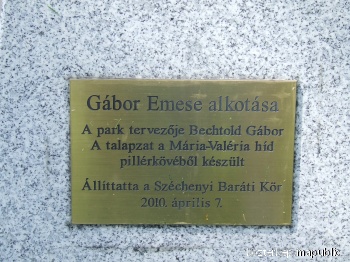 Gábor Emese alkotása
A park tervezője Bechtold Gábor
A talapzat a Mária-Valéria híd
pillérkövéből készült
Állíttatta a Széchenyi Baráti Kör
2010. április 7.